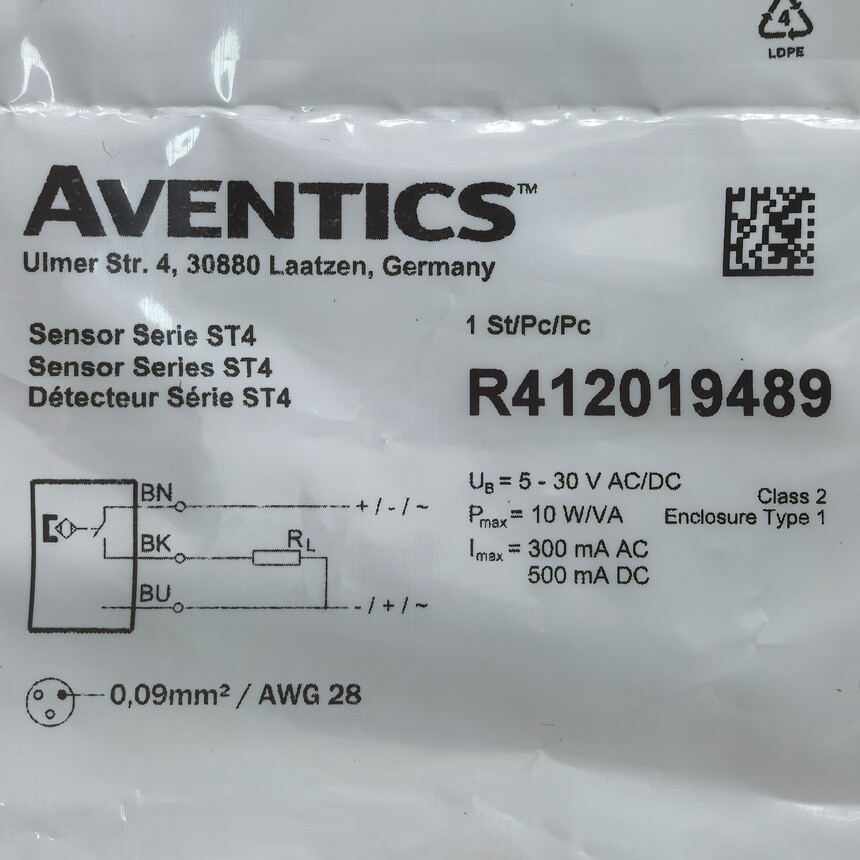 4
LDPE
AVENTICS™
Ulmer Str. 4, 30880 Laatzen, Germany
Sensor Serie ST4
Sensor Series ST4
Détecteur Série ST4
1 St/Pc/Pc
R412019489
UB = 5 - 30 V AC/DC
Pmax = 10 W/VA
Imax = 300 mA AC
500 mA DC
Class 2
Enclosure Type 1
BN
+ / - / ~
BK
RL
BU
- / + / ~
0,09mm² / AWG 28